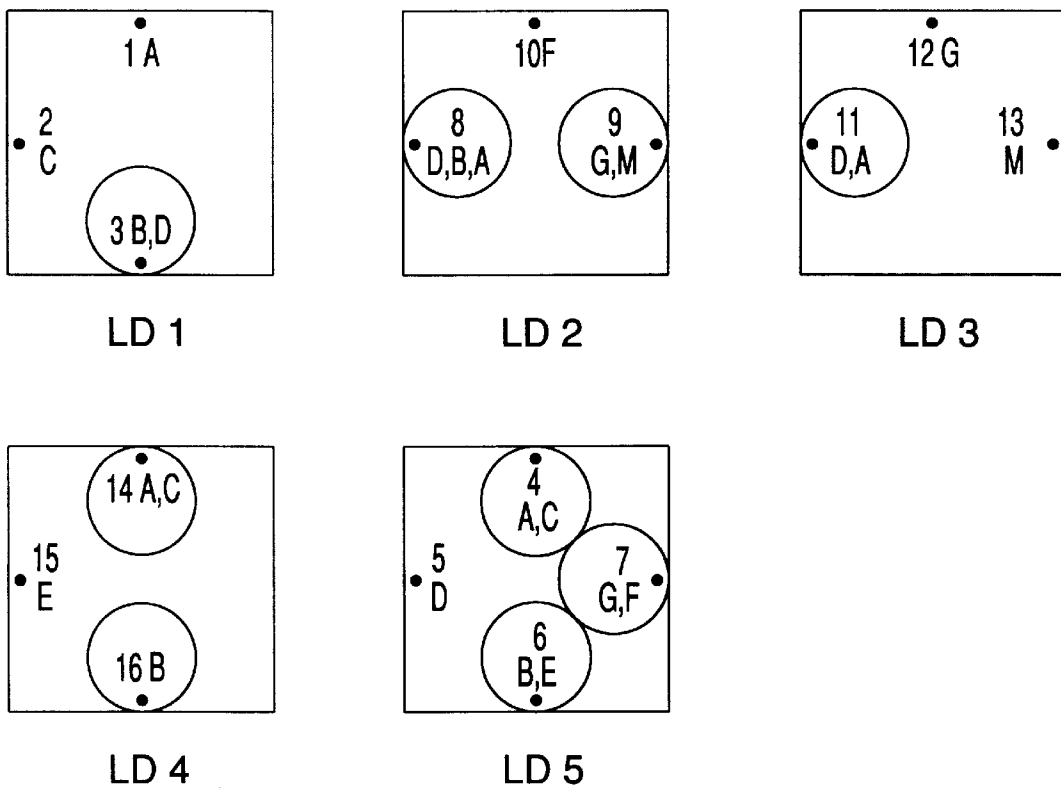 1 A
2
C
3 B,D
LD 1
10F
8
D,B,A
9
G,M
LD 2
12 G
11
D,A
13
M
LD 3
14 A,C
15
E
16 B
LD 4
4
A,C
5
D
7
G,F
6
B,E
LD 5